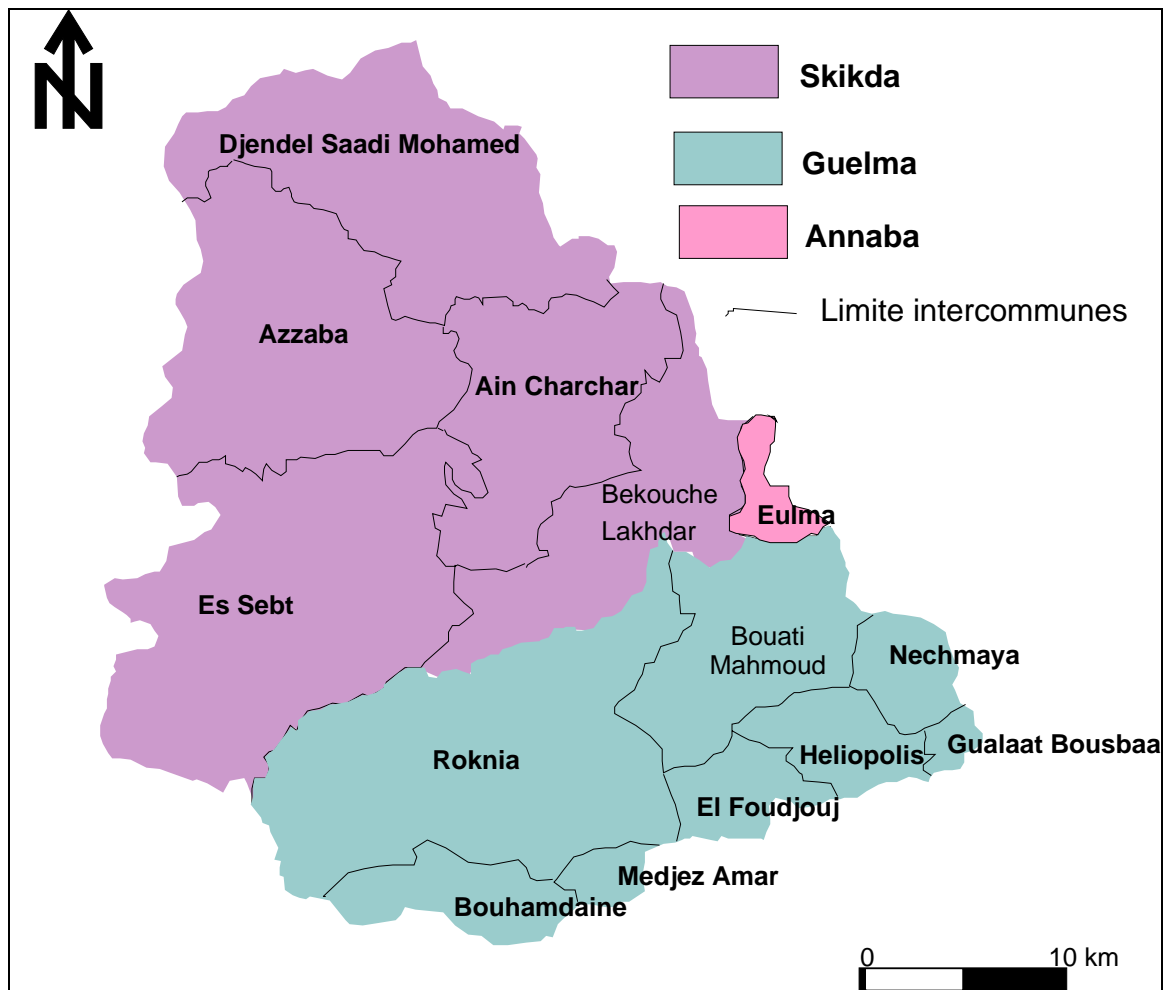 N
Skikda
Djendel Saadi Mohamed
Guelma
Annaba
Limite intercommunes
Azzaba
Ain Charchar
Bekouche
Lakhdar
Eulma
Es Sebt
Bouati
Mahmoud
Nechmaya
Roknia
Heliopolis
Gualaat Bousbaa
El Foudjouj
Medjez Amar
Bouhamdaine
0
10 km